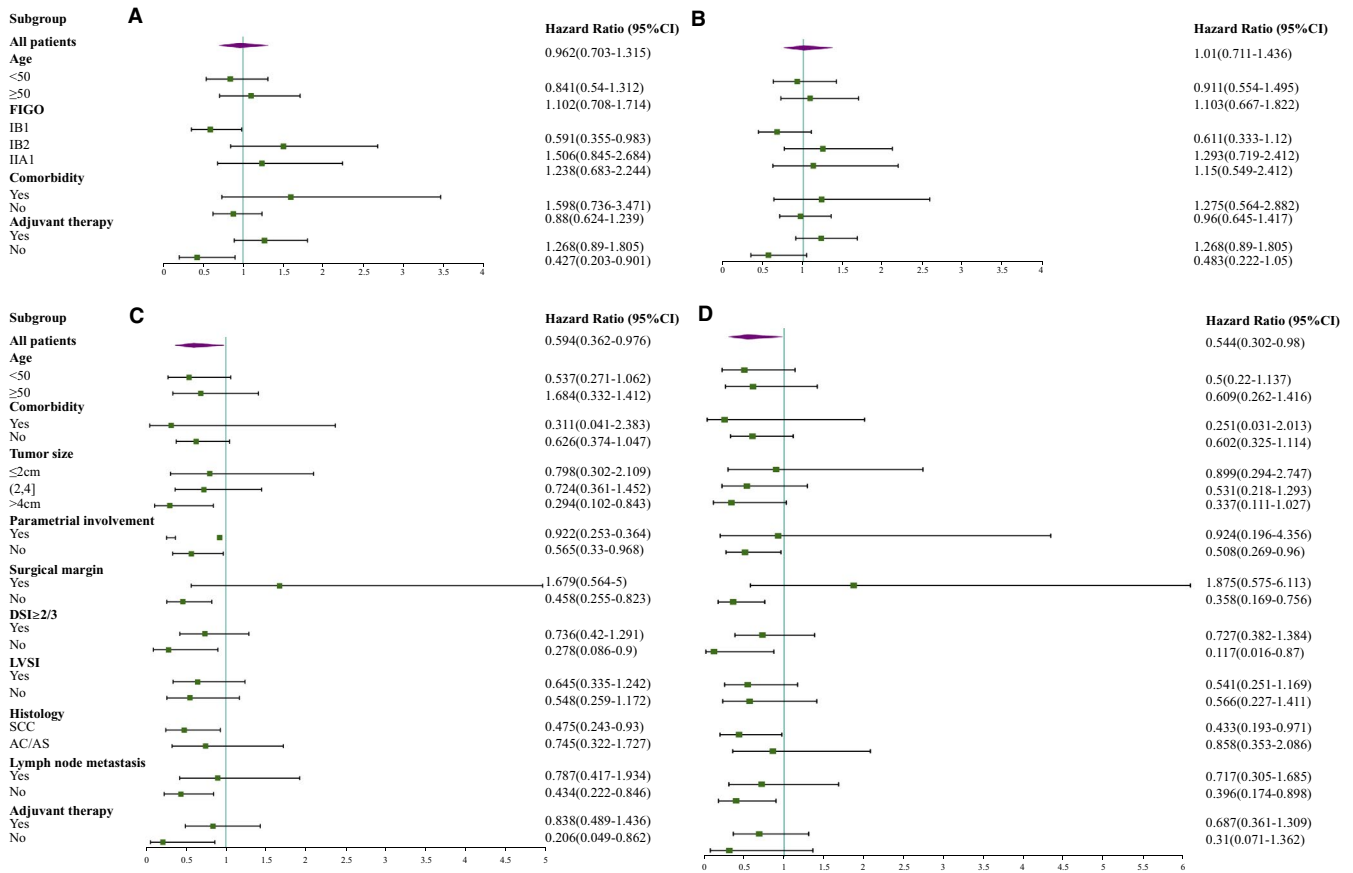 A
Subgroup
Hazard Ratio (95%CI)
All patients
0.962(0.703-1.315)
Age
<50
0.841(0.54-1.312)
≥50
1.102(0.708-1.714)
FIGO
IB1
0.591(0.355-0.983)
IB2
1.506(0.845-2.684)
IIA1
1.238(0.683-2.244)
Comorbidity
Yes
1.598(0.736-3.471)
No
0.88(0.624-1.239)
Adjuvant therapy
Yes
1.268(0.89-1.805)
No
0.427(0.203-0.901)
0 0.5 1 1.5 2 2.5 3 3.5 4
B
Hazard Ratio (95%CI)
1.01(0.711-1.436)
0.911(0.554-1.495)
1.103(0.667-1.822)
0.611(0.333-1.12)
1.293(0.719-2.412)
1.15(0.549-2.412)
1.275(0.564-2.882)
0.96(0.645-1.417)
1.268(0.89-1.805)
0.483(0.222-1.05)
0 0.5 1 1.5 2 2.5 3 3.5 4
C
Subgroup
Hazard Ratio (95%CI)
All patients
0.594(0.362-0.976)
Age
<50
0.537(0.271-1.062)
≥50
1.684(0.332-1.412)
Comorbidity
Yes
0.311(0.041-2.383)
No
0.626(0.374-1.047)
Tumor size
≤2cm
0.798(0.302-2.109)
(2,4]
0.724(0.361-1.452)
>4cm
0.294(0.102-0.843)
Parametrial involvement
Yes
0.922(0.253-0.364)
No
0.565(0.33-0.968)
Surgical margin
Yes
1.679(0.564-5)
No
0.458(0.255-0.823)
DSI≥2/3
Yes
0.736(0.42-1.291)
No
0.278(0.086-0.9)
LVSI
Yes
0.645(0.335-1.242)
No
0.548(0.259-1.172)
Histology
SCC
0.475(0.243-0.93)
AC/AS
0.745(0.322-1.727)
Lymph node metastasis
Yes
0.787(0.417-1.934)
No
0.434(0.222-0.846)
Adjuvant therapy
Yes
0.838(0.489-1.436)
No
0.206(0.049-0.862)
0 0.5 1 1.5 2 2.5 3 3.5 4 4.5 5
D
Hazard Ratio (95%CI)
0.544(0.302-0.98)
0.5(0.22-1.137)
0.609(0.262-1.416)
0.251(0.031-2.013)
0.602(0.325-1.114)
0.899(0.294-2.747)
0.531(0.218-1.293)
0.337(0.111-1.027)
0.924(0.196-4.356)
0.508(0.269-0.96)
1.875(0.575-6.113)
0.358(0.169-0.756)
0.727(0.382-1.384)
0.117(0.016-0.87)
0.541(0.251-1.169)
0.566(0.227-1.411)
0.433(0.193-0.971)
0.858(0.353-2.086)
0.717(0.305-1.685)
0.396(0.174-0.898)
0.687(0.361-1.309)
0.31(0.071-1.362)
0 0.5 1 1.5 2 2.5 3 3.5 4 4.5 5 5.5 6